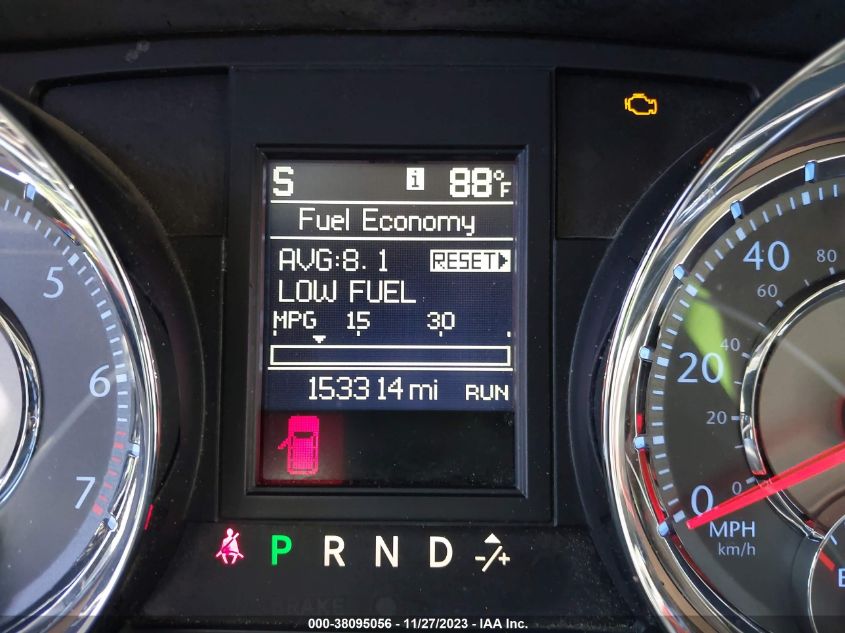 S i 88°F
Fuel Economy
AVG:8.1 RESET
LOW FUEL
MPG 15 30
153314 mi RUN
5
6
7
P R N D -/+
BRAKE
40
20
0
MPH
km/h
80
60
40
20
0
E
000-38095056 - 11/27/2023 - IAA Inc.